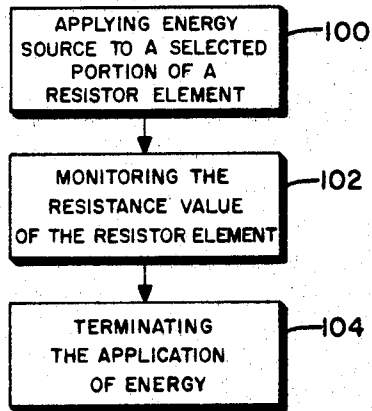 APPLYING ENERGY
SOURCE TO A SELECTED
PORTION OF A
RESISTOR ELEMENT
100
MONITORING THE
RESISTANCE VALUE
OF THE RESISTOR ELEMENT
102
TERMINATING
THE APPLICATION
OF ENERGY
104